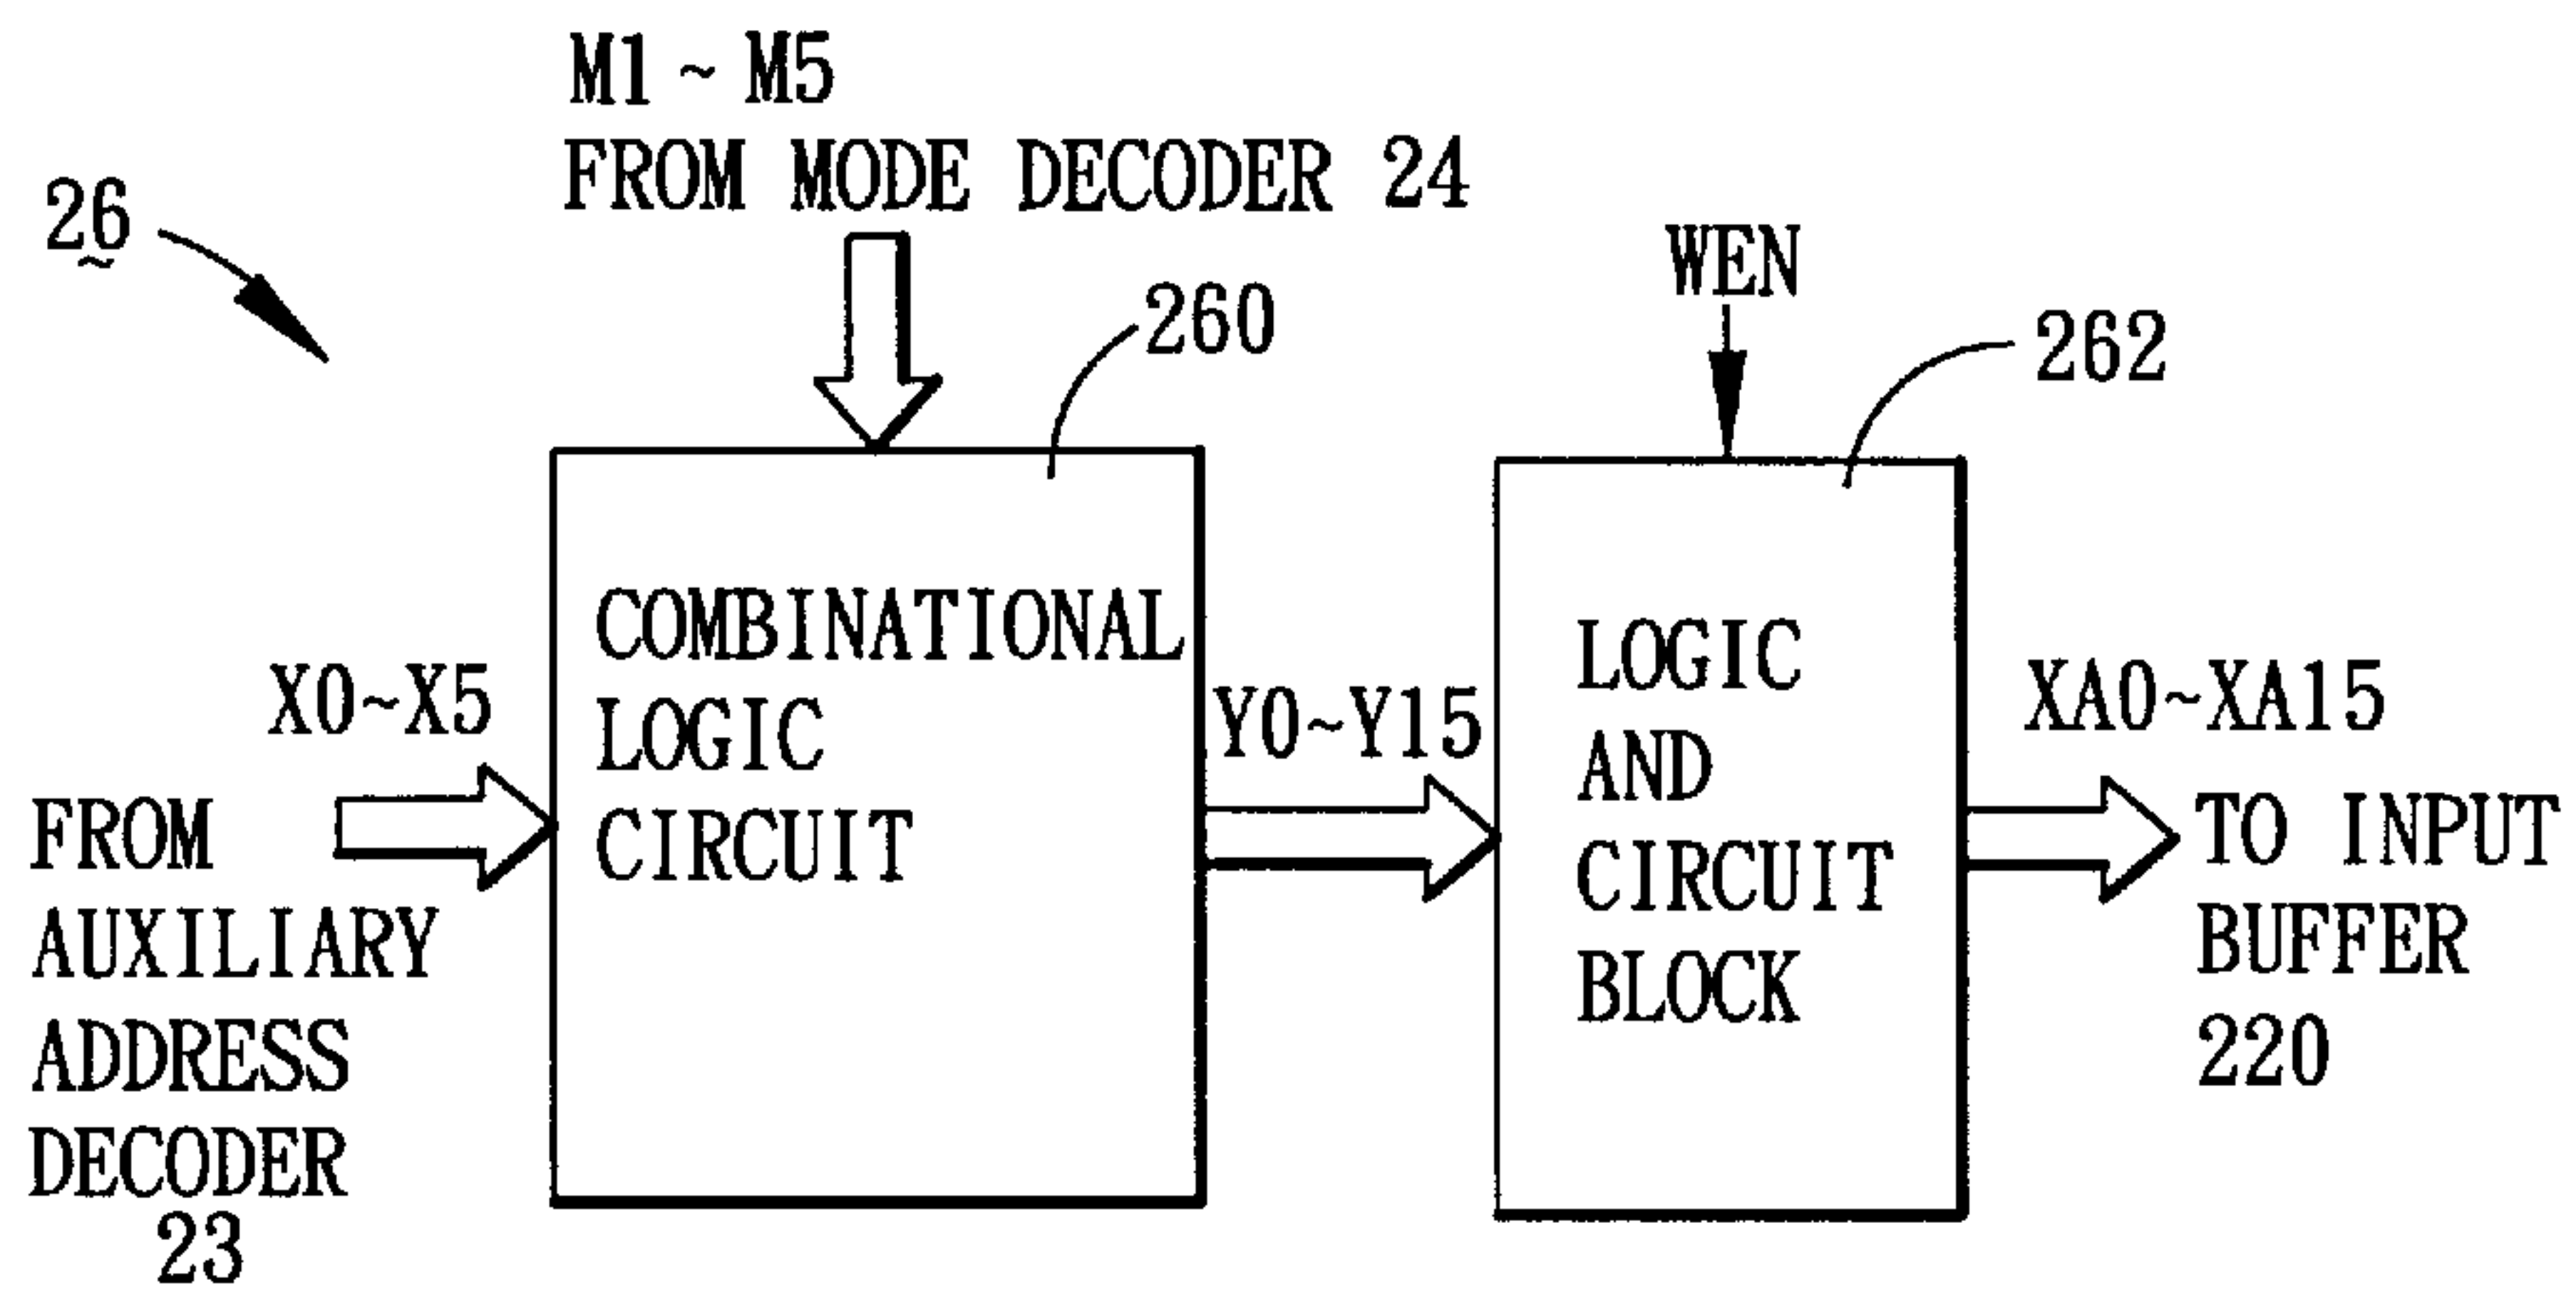 M1 ~ M5
FROM MODE DECODER 24
26
260
WEN
262
X0~X5
FROM
AUXILIARY
ADDRESS
DECODER
23
COMBINATIONAL
LOGIC
CIRCUIT
Y0~Y15
LOGIC
AND
CIRCUIT
BLOCK
XA0~XA15
TO INPUT
BUFFER
220